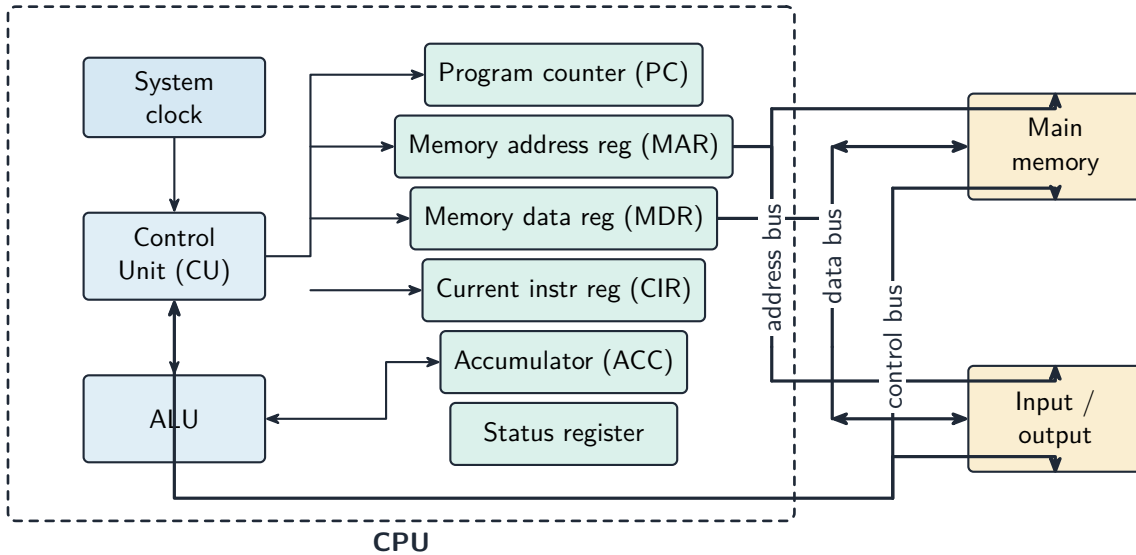 System
clock
Program counter (PC)
Memory address reg (MAR)
Main
memory
Control
Unit (CU)
Memory data reg (MDR)
address bus
data bus
control bus
Current instr reg (CIR)
Accumulator (ACC)
ALU
Status register
Input /
output
CPU